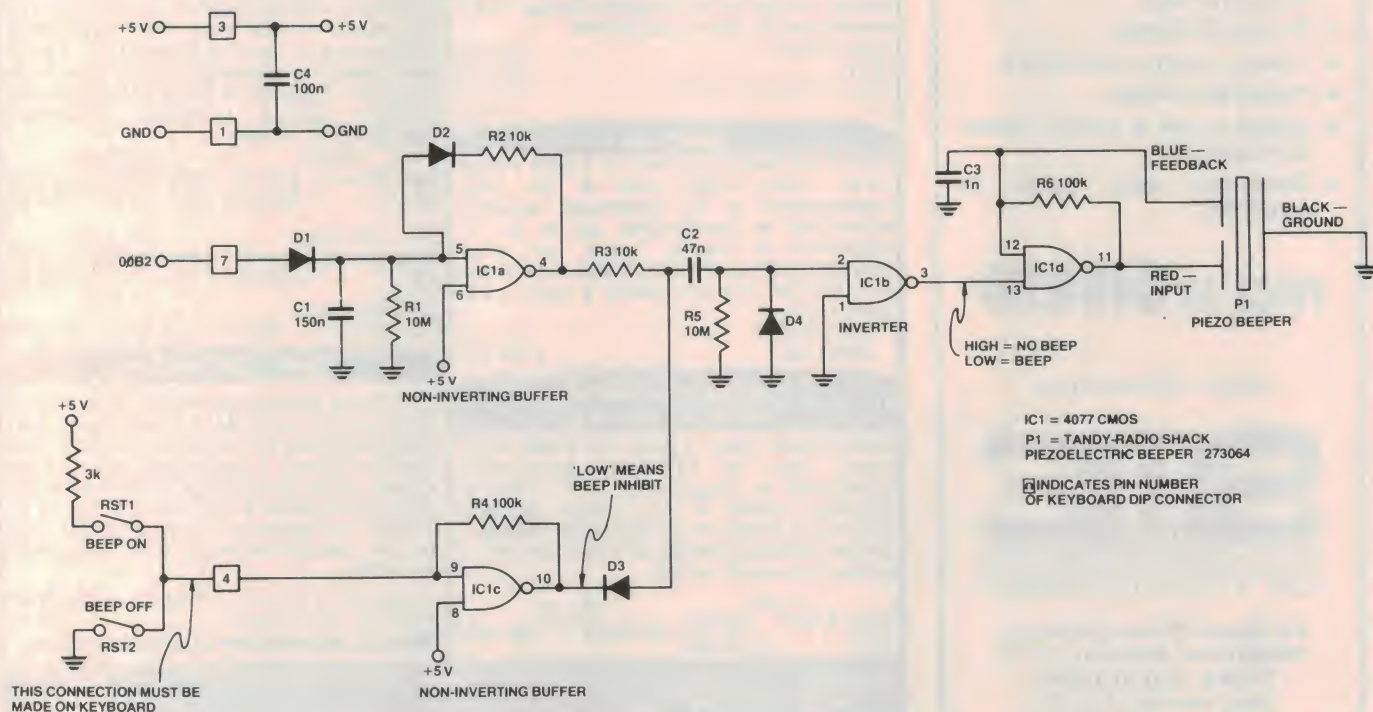 +5 V
3
+5 V
C4
100n
GND
1
GND
D2
R2 10k
BLUE —
FEEDBACK
C3
1n
R6 100k
BLACK —
GROUND
D1
C2
47n
0ØB2
7
5
4
R3 10k
12
IC1a
IC1d
11
2
3
6
IC1b
13
RED —
INPUT
C1
150n
R1
10M
R5
10M
D4
1
P1
INVERTER
PIEZO BEEPER
HIGH = NO BEEP
LOW = BEEP
+5 V
NON-INVERTING BUFFER
+5 V
IC1 = 4077 CMOS
P1 = TANDY-RADIO SHACK
PIEZOELECTRIC BEEPER 273064
3k
'LOW' MEANS
BEEP INHIBIT
n INDICATES PIN NUMBER
OF KEYBOARD DIP CONNECTOR
RST1
R4 100k
BEEP ON
4
9
10
D3
IC1c
BEEP OFF
8
RST2
+5 V
THIS CONNECTION MUST BE
MADE ON KEYBOARD
NON-INVERTING BUFFER